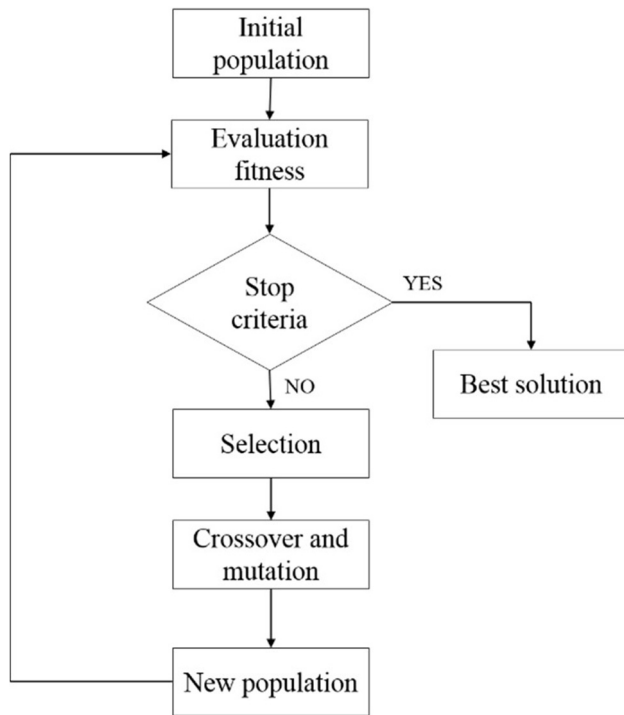 Initial
population
Evaluation
fitness
Stop
criteria
YES
NO
Best solution
Selection
Crossover and
mutation
New population